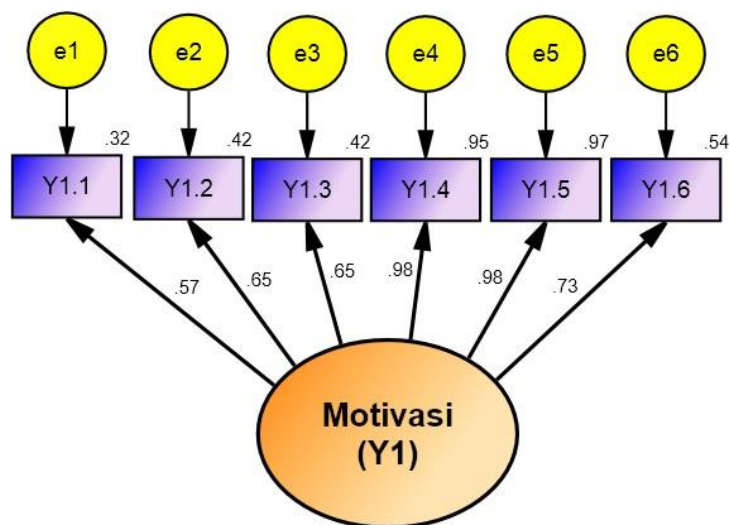 e1 e2 e3 e4 e5 e6
.32 .42 .42 .95 .97 .54
Y1.1 Y1.2 Y1.3 Y1.4 Y1.5 Y1.6
.57 .65 .65 .98 .98 .73
Motivasi
(Y1)